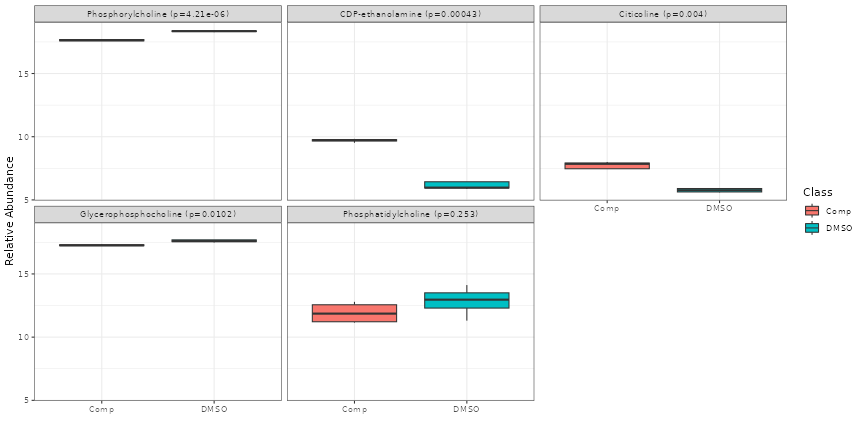 Phosphorylcholine (p=4.21e-06)
CDP-ethanolamine (p=0.00043)
Citicoline (p=0.004)
15
10
5
Comp
DMSO
Glycerophosphocholine (p=0.0102)
Phosphatidylcholine (p=0.253)
15
10
5
Comp
DMSO
Comp
DMSO
Relative Abundance
Class
Comp
DMSO